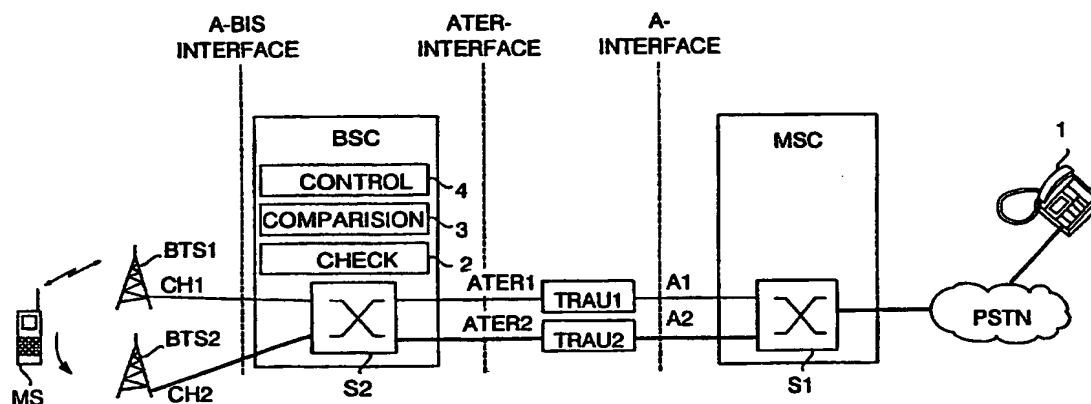 A-BIS
INTERFACE
ATER-
INTERFACE
A-
INTERFACE
BSC
CONTROL
4
COMPARISION
3
CHECK
2
S2
MSC
S1
1
BTS1
CH1
BTS2
CH2
MS
ATER1
TRAU1
A1
ATER2
TRAU2
A2
PSTN